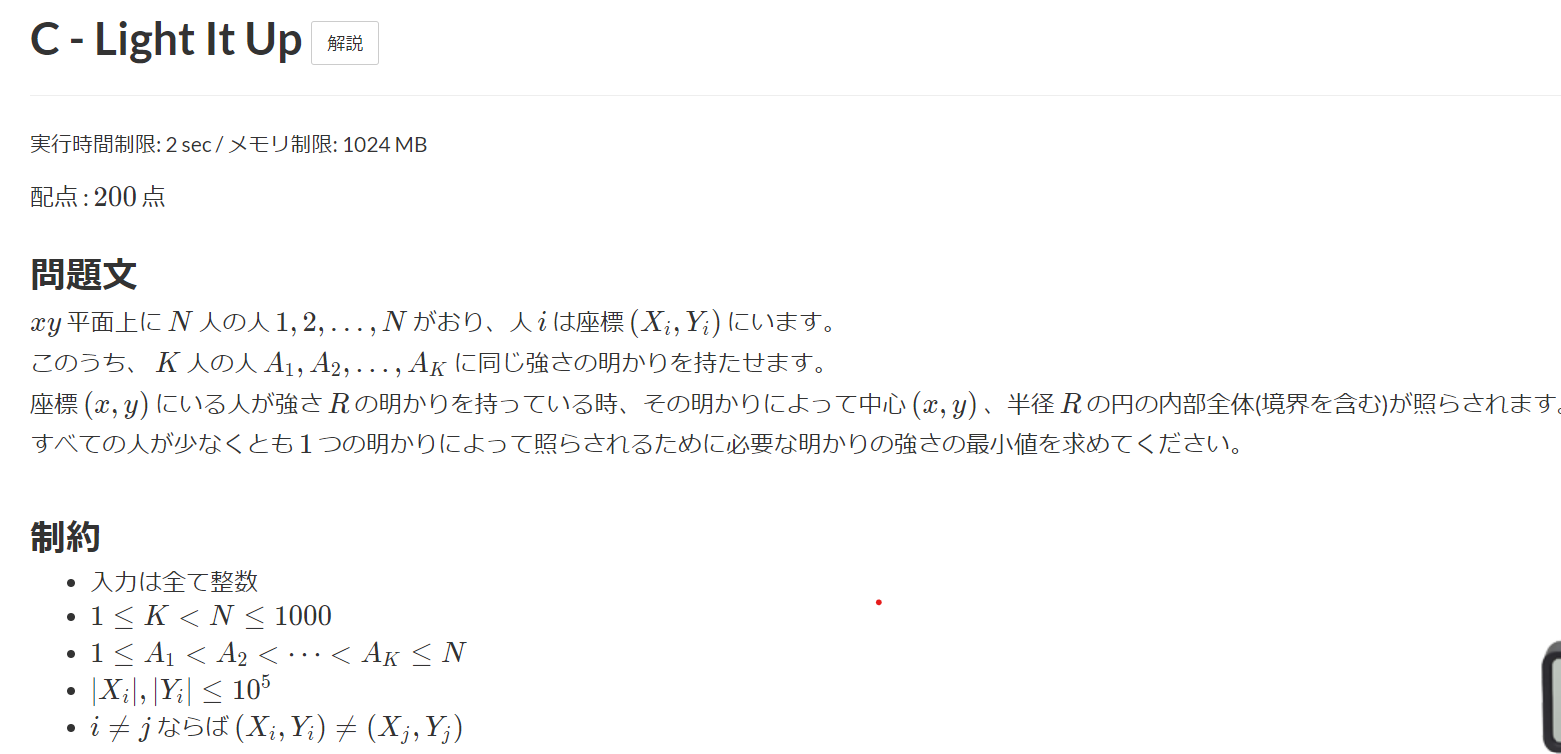 C - Light It Up 解説
実行時間制限: 2 sec / メモリ制限: 1024 MB
配点 : 200 点
問題文
xy 平面上に N 人の人 1, 2, …, N がおり、人 i は座標 (X_i, Y_i) にいます。
このうち、 K 人の人 A_1, A_2, …, A_K に同じ強さの明かりを持たせます。
座標 (x, y) にいる人が強さ R の明かりを持っている時、その明かりによって中心 (x, y) 、半径 R の円の内部全体(境界を含む)が照らされます。
すべての人が少なくとも 1 つの明かりによって照らされるために必要な明かりの強さの最小値を求めてください。
制約
• 入力は全て整数
• 1 ≤ K < N ≤ 1000
• 1 ≤ A_1 < A_2 < ⋯ < A_K ≤ N
• |X_i|, |Y_i| ≤ 10^5
• i ≠ j ならば (X_i, Y_i) ≠ (X_j, Y_j)